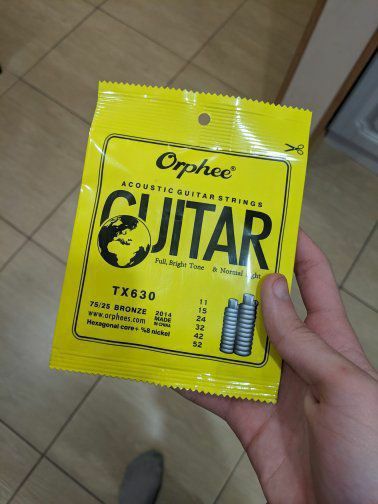 Orphee®
ACOUSTIC GUITAR STRINGS
GUITAR
Full, Bright Tone & Normal Light
TX630
75/25 BRONZE
www.orphees.com
Hexagonal core+ %8 nickel
2014
MADE
IN CHINA
11
15
24
32
42
52